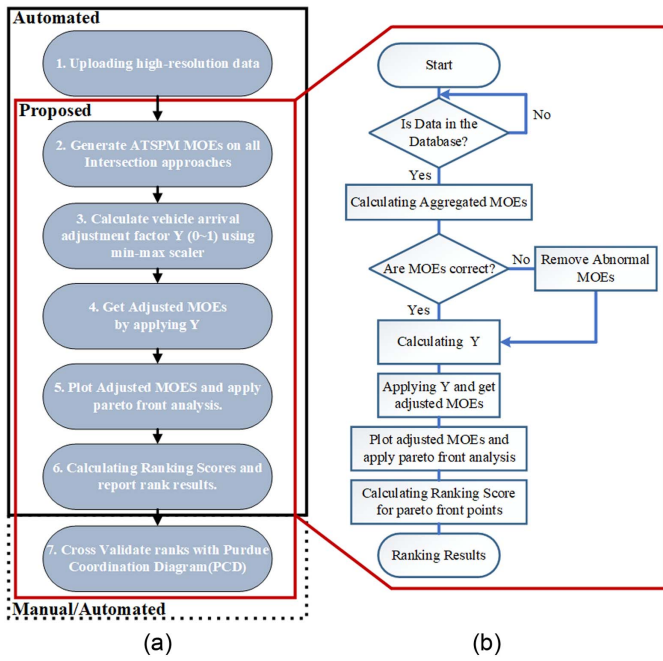 Automated
1. Uploading high-resolution data
Proposed
2. Generate ATSPM MOEs on all
Intersection approaches
3. Calculate vehicle arrival
adjustment factor Y (0~1) using
min-max scaler
4. Get Adjusted MOEs
by applying Y
5. Plot Adjusted MOES and apply
pareto front analysis.
6. Calculating Ranking Scores and
report rank results.
7. Cross Validate ranks with Purdue
Coordination Diagram(PCD)
Manual/Automated
(a)
Start
Is Data in the
Database?
No
Yes
Calculating Aggregated MOEs
Are MOEs correct?
No
Remove Abnormal
MOEs
Yes
Calculating Y
Applying Y and get
adjusted MOEs
Plot adjusted MOEs and
apply pareto front analysis
Calculating Ranking Score
for pareto front points
Ranking Results
(b)